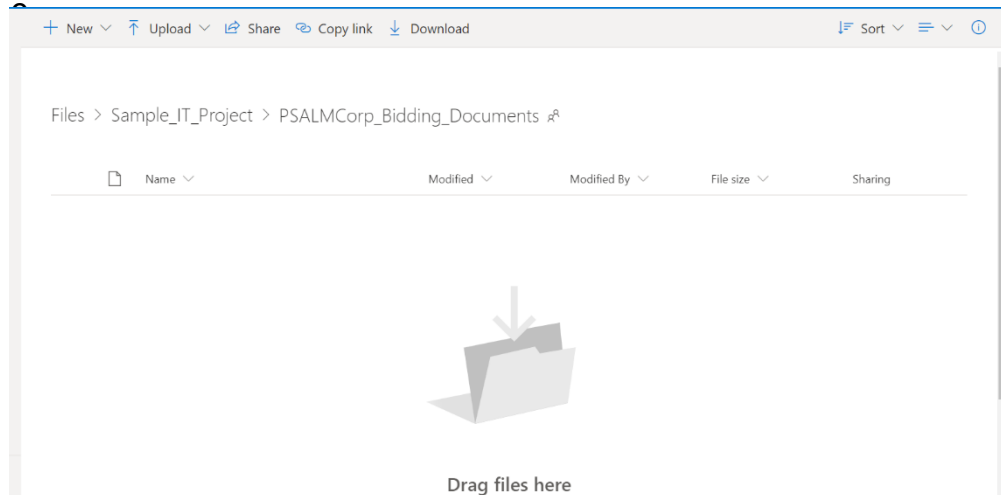 New Upload Share Copy link Download Sort
Files > Sample_IT_Project > PSALMCorp_Bidding_Documents
Name Modified Modified By File size Sharing
Drag files here